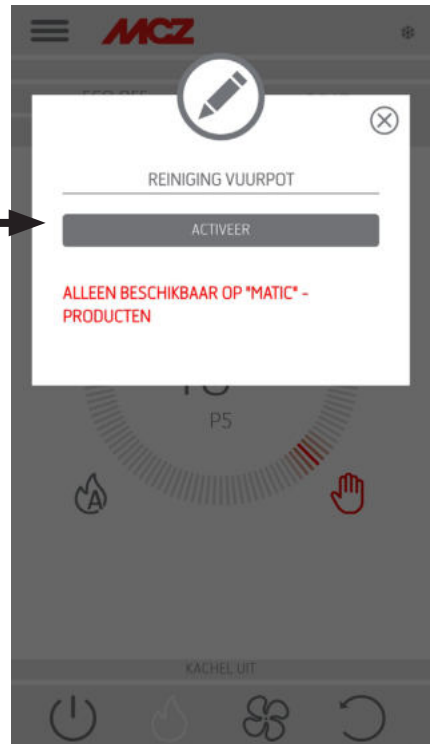 MCZ
REINIGING VUURPOT
ACTIVEER
ALLEEN BESCHIKBAAR OP "MATIC" -
PRODUCTEN
P5
A
KACHEL UIT